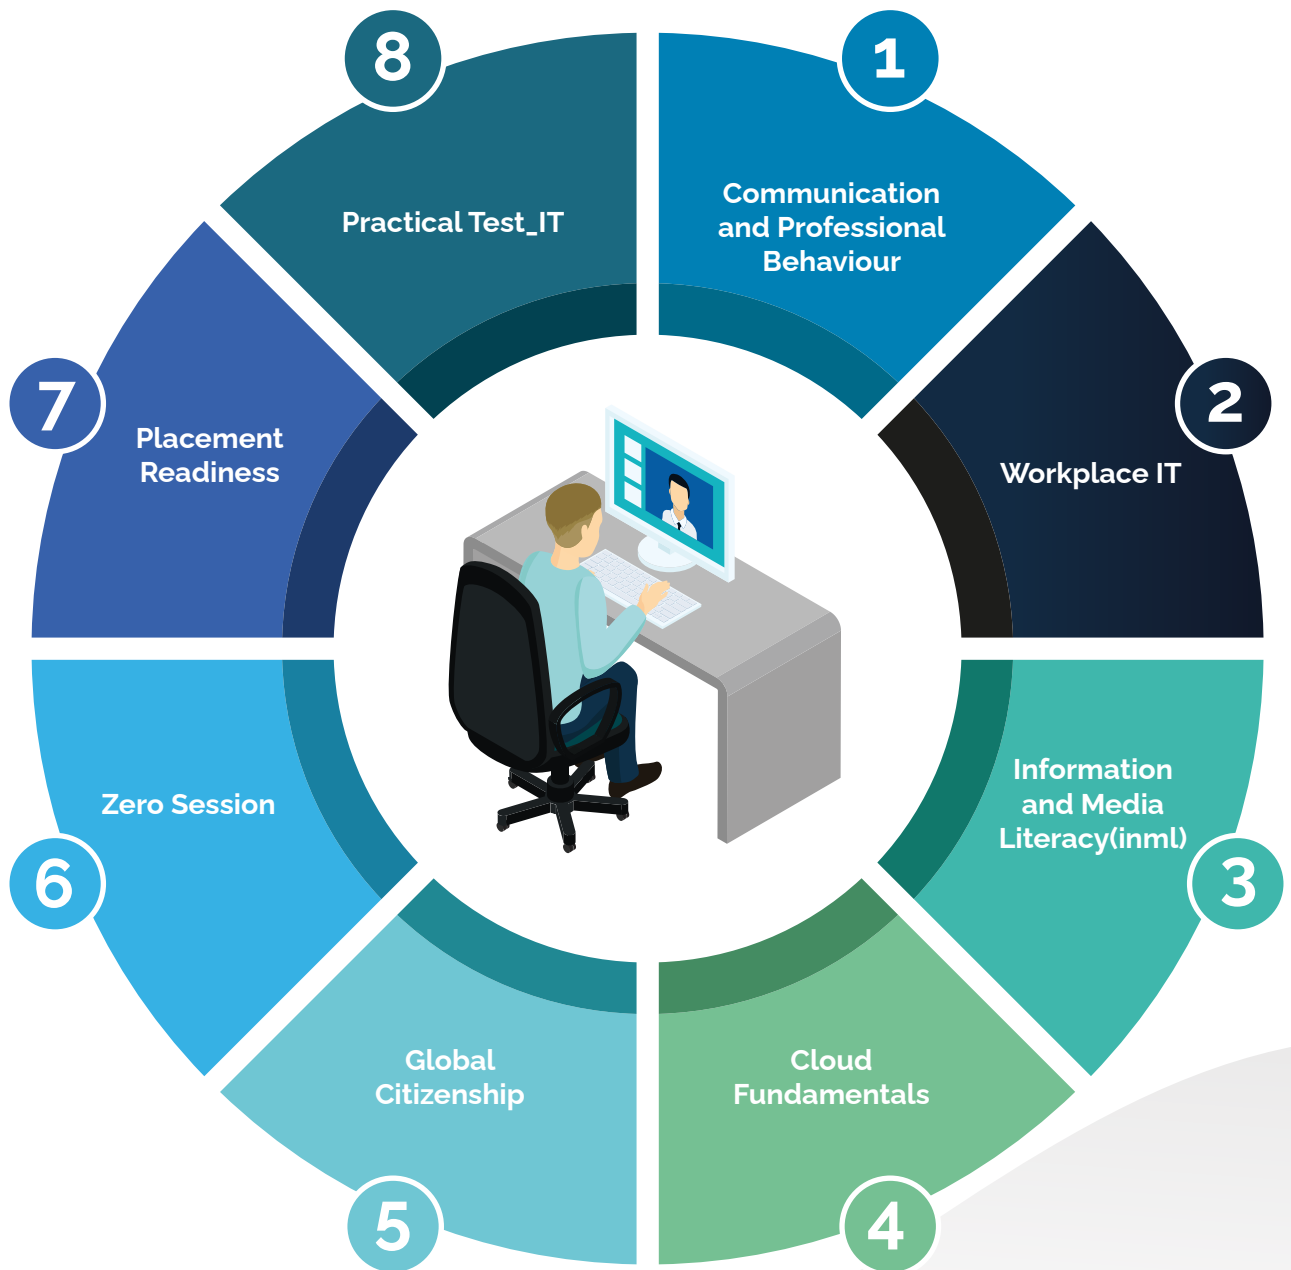 1
Communication
and Professional
Behaviour
2
Workplace IT
3
Information
and Media
Literacy(inml)
4
Cloud
Fundamentals
5
Global
Citizenship
6
Zero Session
7
Placement
Readiness
8
Practical Test_IT